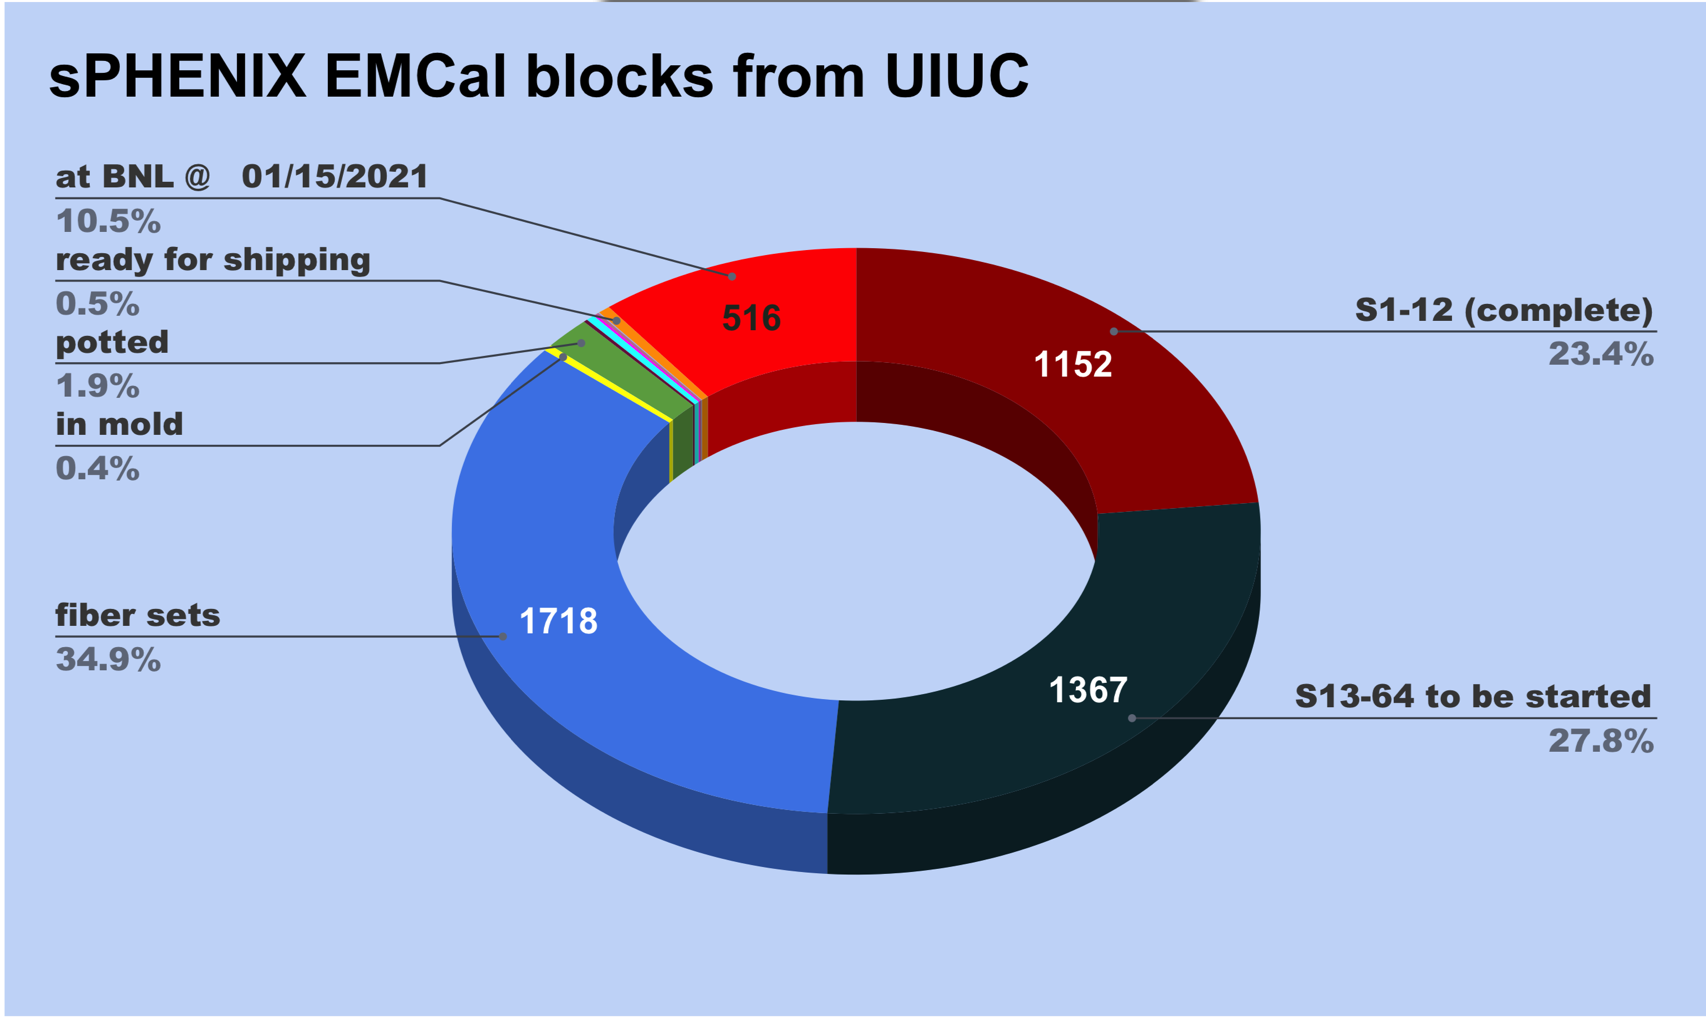 sPHENIX EMCal blocks from UIUC
at BNL @ 01/15/2021
10.5%
ready for shipping
0.5%
potted
1.9%
in mold
0.4%
fiber sets
34.9%
516
1152
1718
1367
S1-12 (complete)
23.4%
S13-64 to be started
27.8%